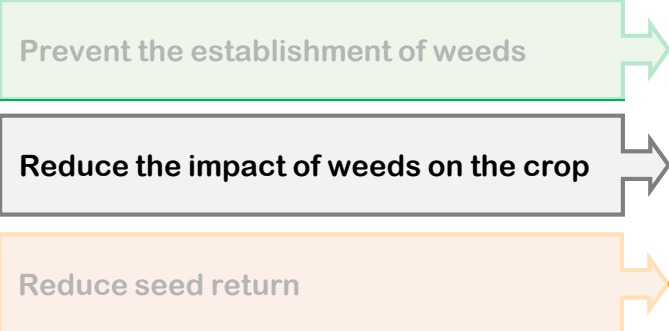 Prevent the establishment of weeds
Reduce the impact of weeds on the crop
Reduce seed return